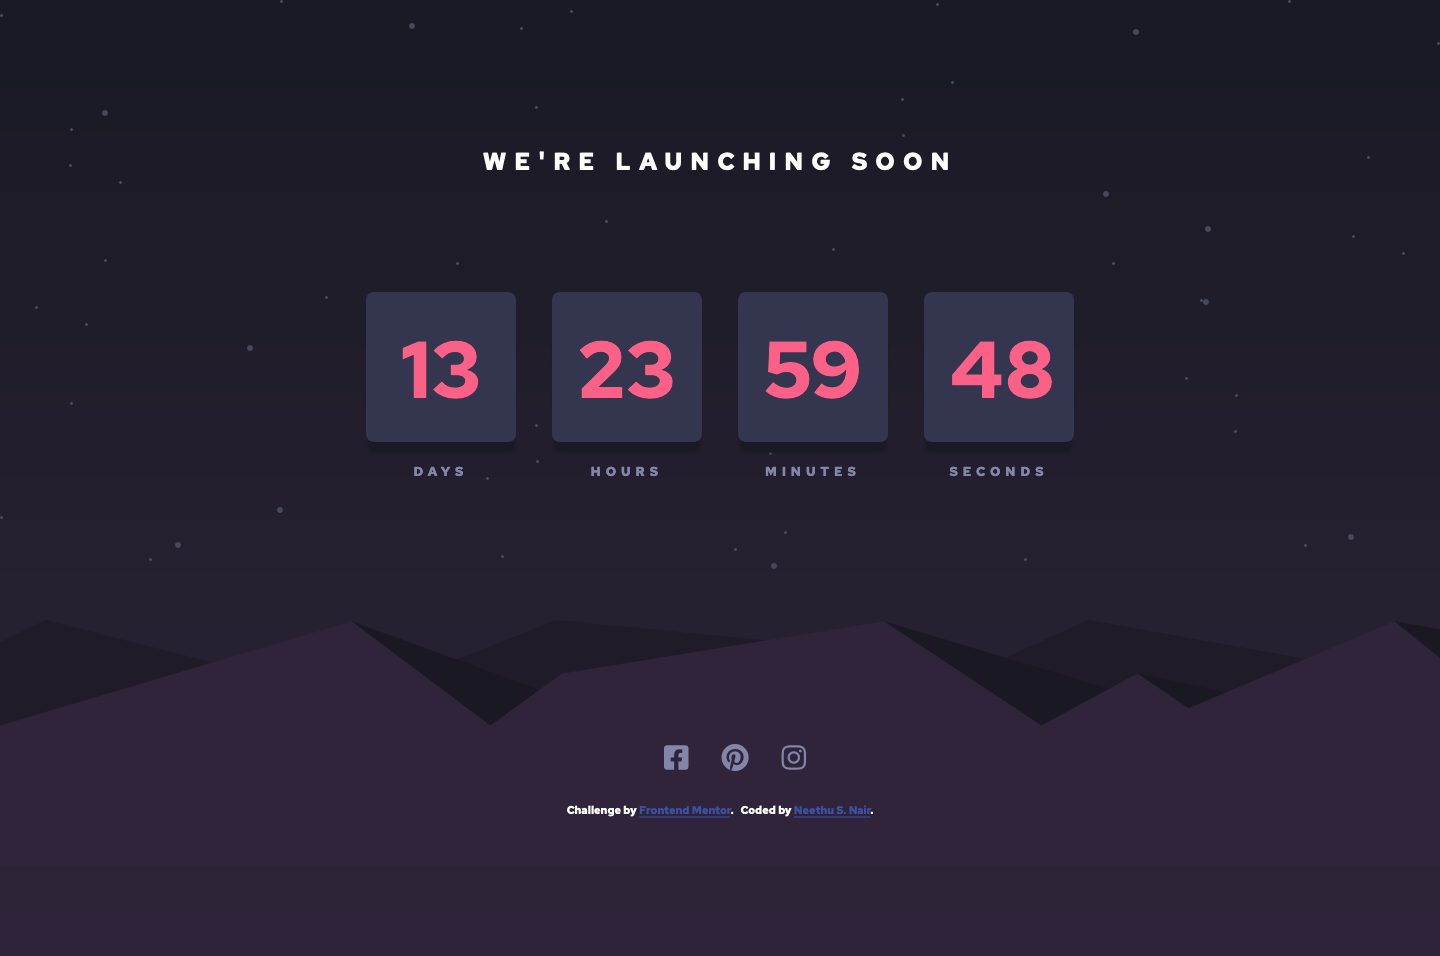 WE'RE LAUNCHING SOON
13 23 59 48
DAYS HOURS MINUTES SECONDS
Challenge by Frontend Mentor. Coded by Neethu S. Nair.